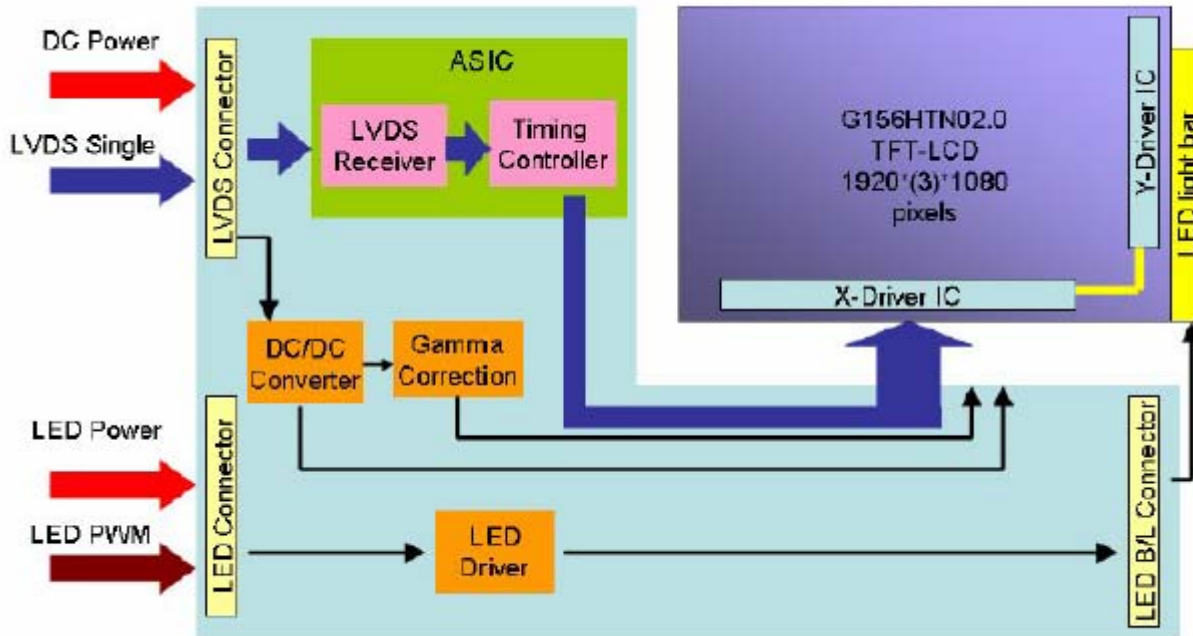 DC Power
LVDS Single
LVDS Connector
ASIC
LVDS
Receiver
Timing
Controller
G156HTN02.0
TFT-LCD
1920*(3)*1080
pixels
Y-Driver IC
LED light bar
X-Driver IC
DC/DC
Converter
Gamma
Correction
LED Power
LED PWM
LED Connector
LED
Driver
LED B/L Connector